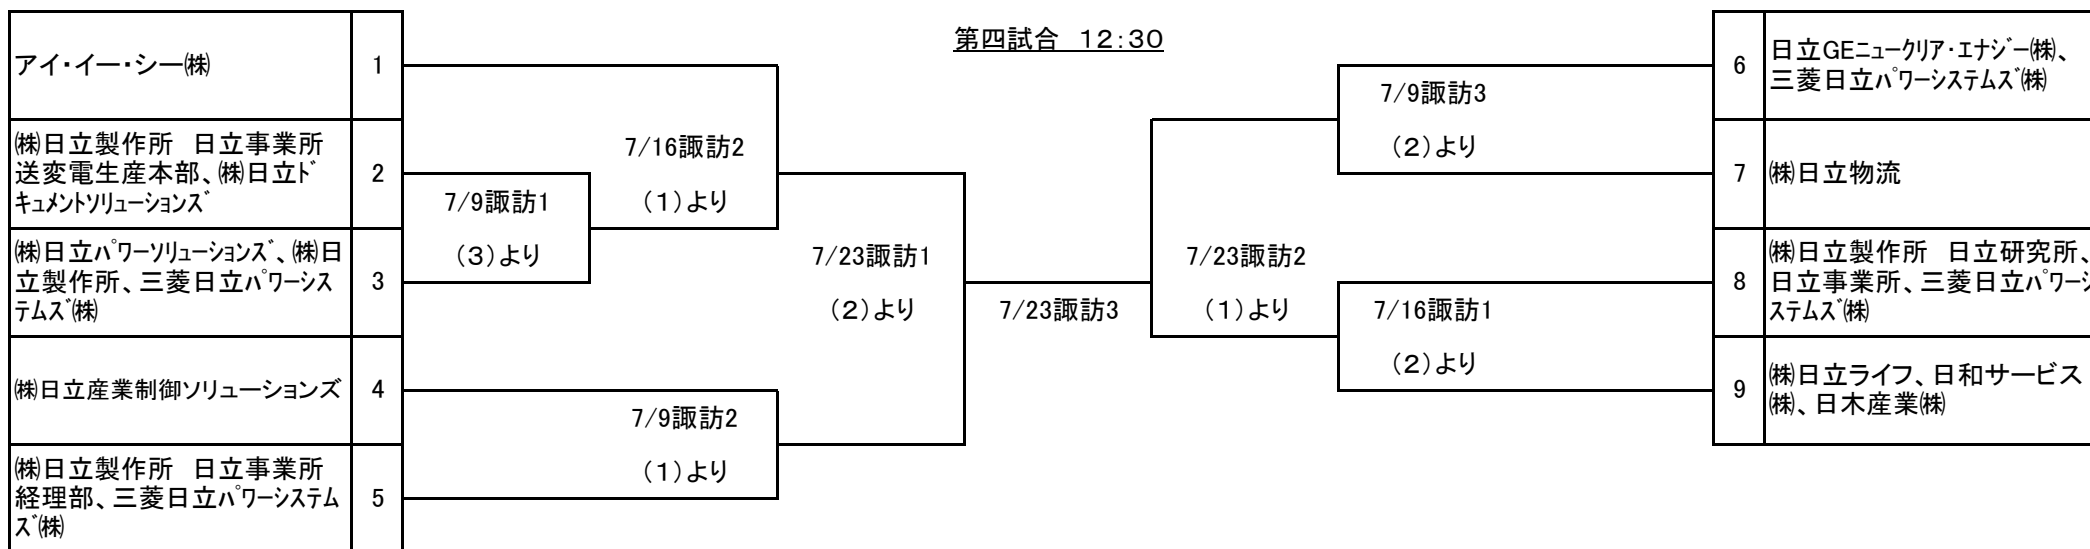 第四試合 12:30
アイ・イー・シー㈱
1
㈱日立製作所 日立事業所
送変電生産本部、㈱日立ﾄﾞ
ｷｭﾒﾝﾄｿﾘｭｰｼｮﾝｽﾞ
2
㈱日立ﾊﾟﾜｰｿﾘｭｰｼｮﾝｽﾞ、㈱日
立製作所、三菱日立ﾊﾟﾜｰｼｽ
ﾃﾑｽﾞ㈱
3
㈱日立産業制御ソリューションズ
4
㈱日立製作所 日立事業所
経理部、三菱日立ﾊﾟﾜｰｼｽﾃﾑ
ｽﾞ㈱
5
7/9諏訪1
(3)より
7/16諏訪2
(1)より
7/9諏訪2
(1)より
7/23諏訪1
(2)より
7/23諏訪3
7/23諏訪2
(1)より
7/9諏訪3
(2)より
7/16諏訪1
(2)より
6
日立GEﾆｭｰｸﾘｱ･ｴﾅｼﾞｰ㈱、
三菱日立ﾊﾟﾜｰｼｽﾃﾑｽﾞ㈱
7
㈱日立物流
8
㈱日立製作所 日立研究所、
日立事業所、三菱日立ﾊﾟﾜｰｼ
ｽﾃﾑｽﾞ㈱
9
㈱日立ライフ、日和サービス
㈱、日木産業㈱